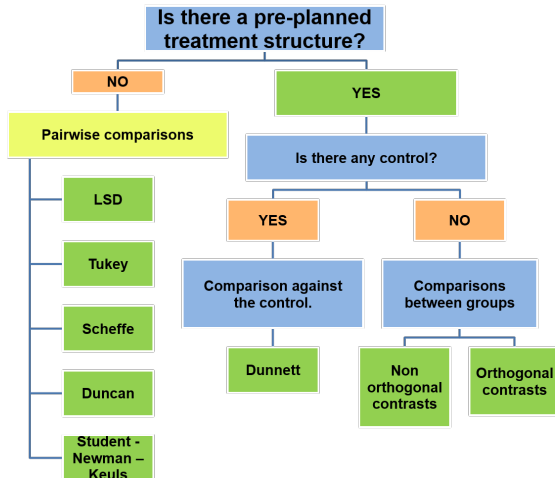 Is there a pre-planned
treatment structure?
NO
YES
Pairwise comparisons
Is there any control?
LSD
YES
NO
Tukey
Comparison against
the control.
Comparisons
between groups
Scheffe
Dunnett
Non
orthogonal
contrasts
Orthogonal
contrasts
Duncan
Student -
Newman –
Keuls